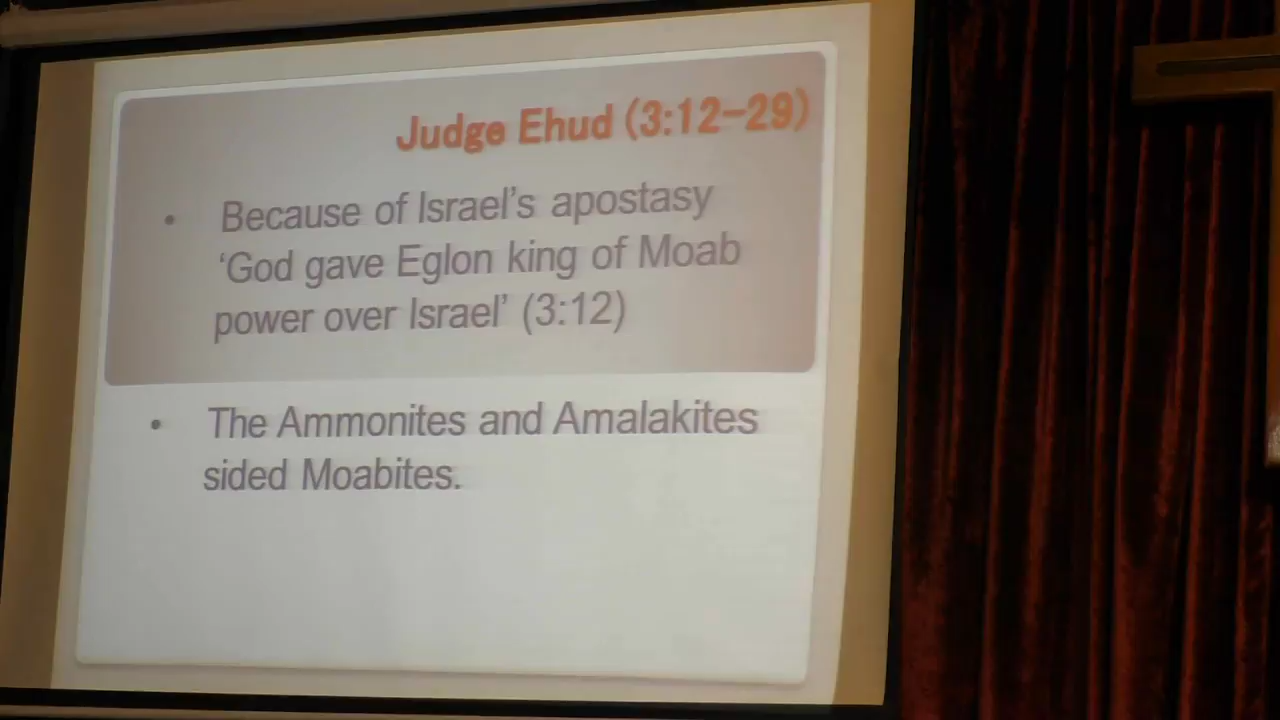 Judge Ehud (3:12-29)
• Because of Israel's apostasy
'God gave Eglon king of Moab
power over Israel' (3:12)
• The Ammonites and Amalakites
sided Moabites.